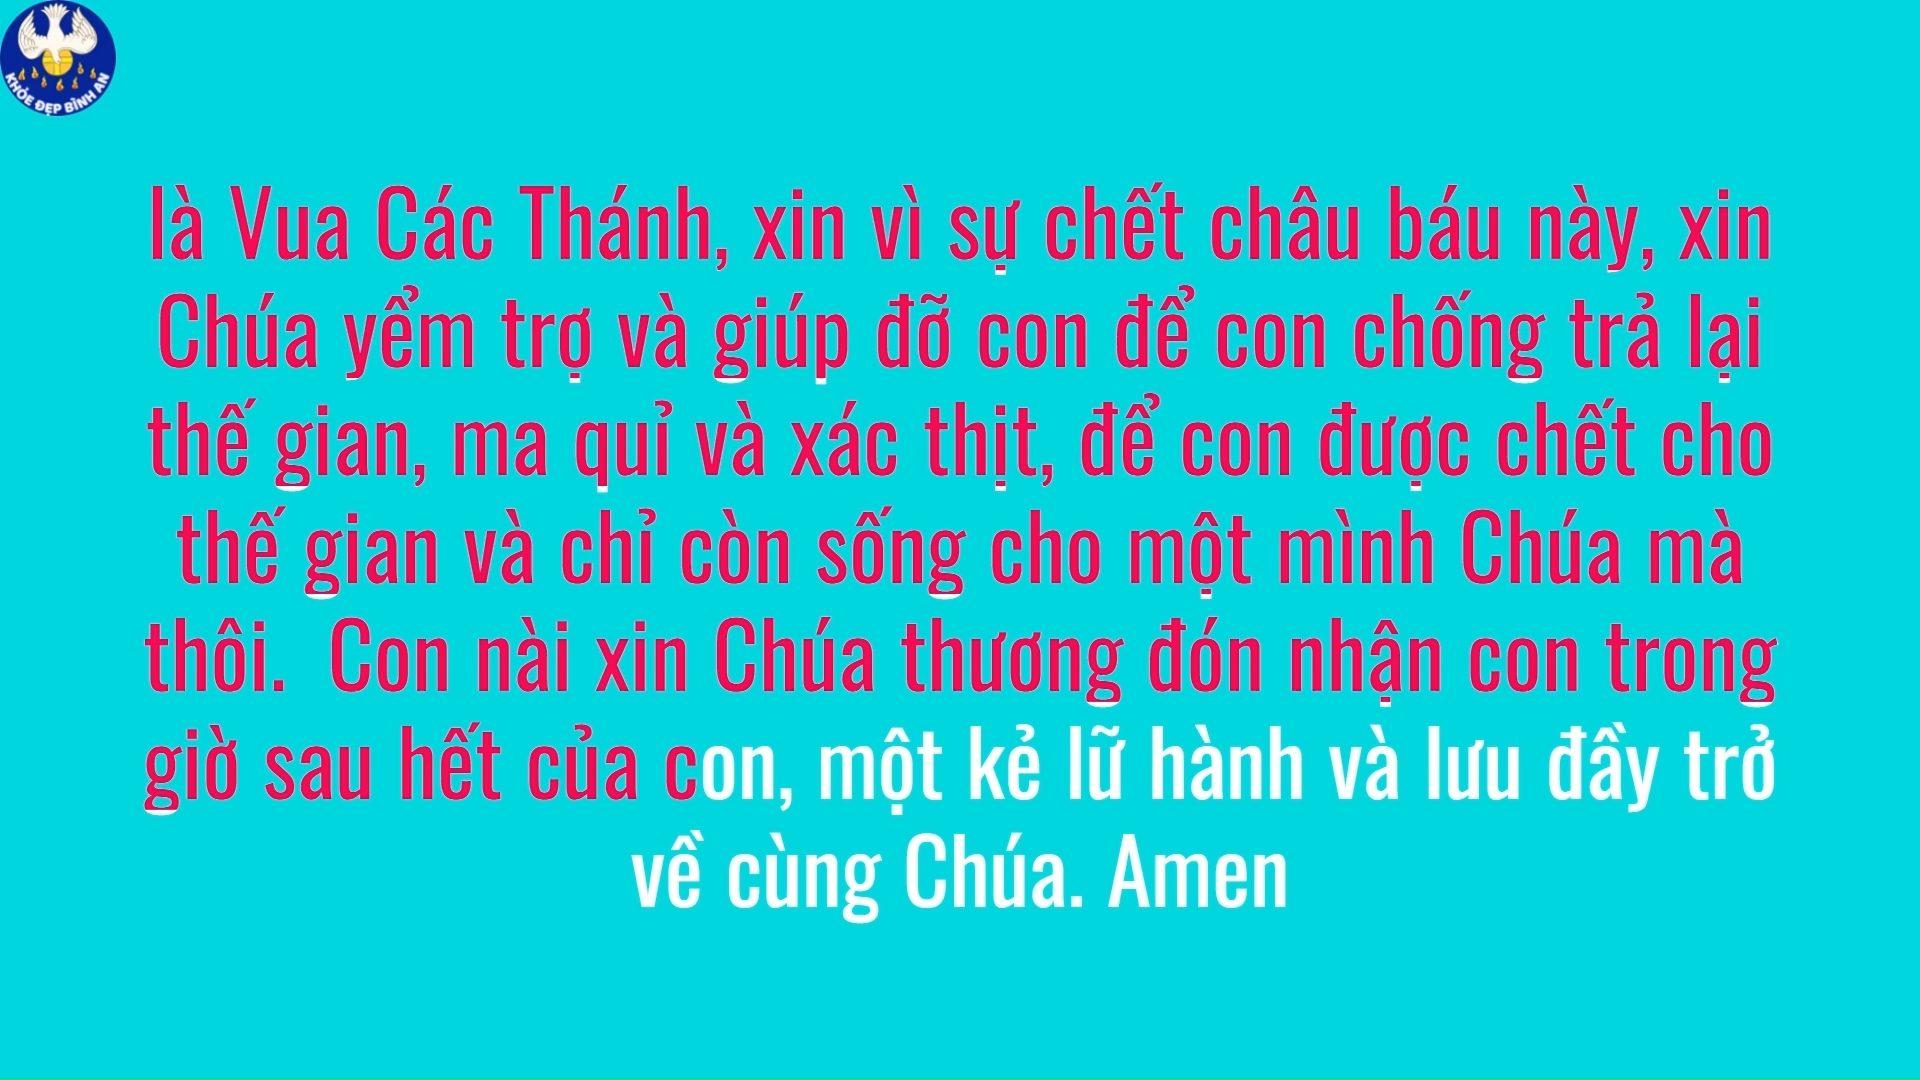 KHỎE ĐẸP BÌNH AN
là Vua Các Thánh, xin vì sự chết châu báu này, xin
Chúa yểm trợ và giúp đỡ con để con chống trả lại
thế gian, ma quỉ và xác thịt, để con được chết cho
thế gian và chỉ còn sống cho một mình Chúa mà
thôi.  Con nài xin Chúa thương đón nhận con trong
giờ sau hết của con, một kẻ lữ hành và lưu đầy trở
về cùng Chúa. Amen